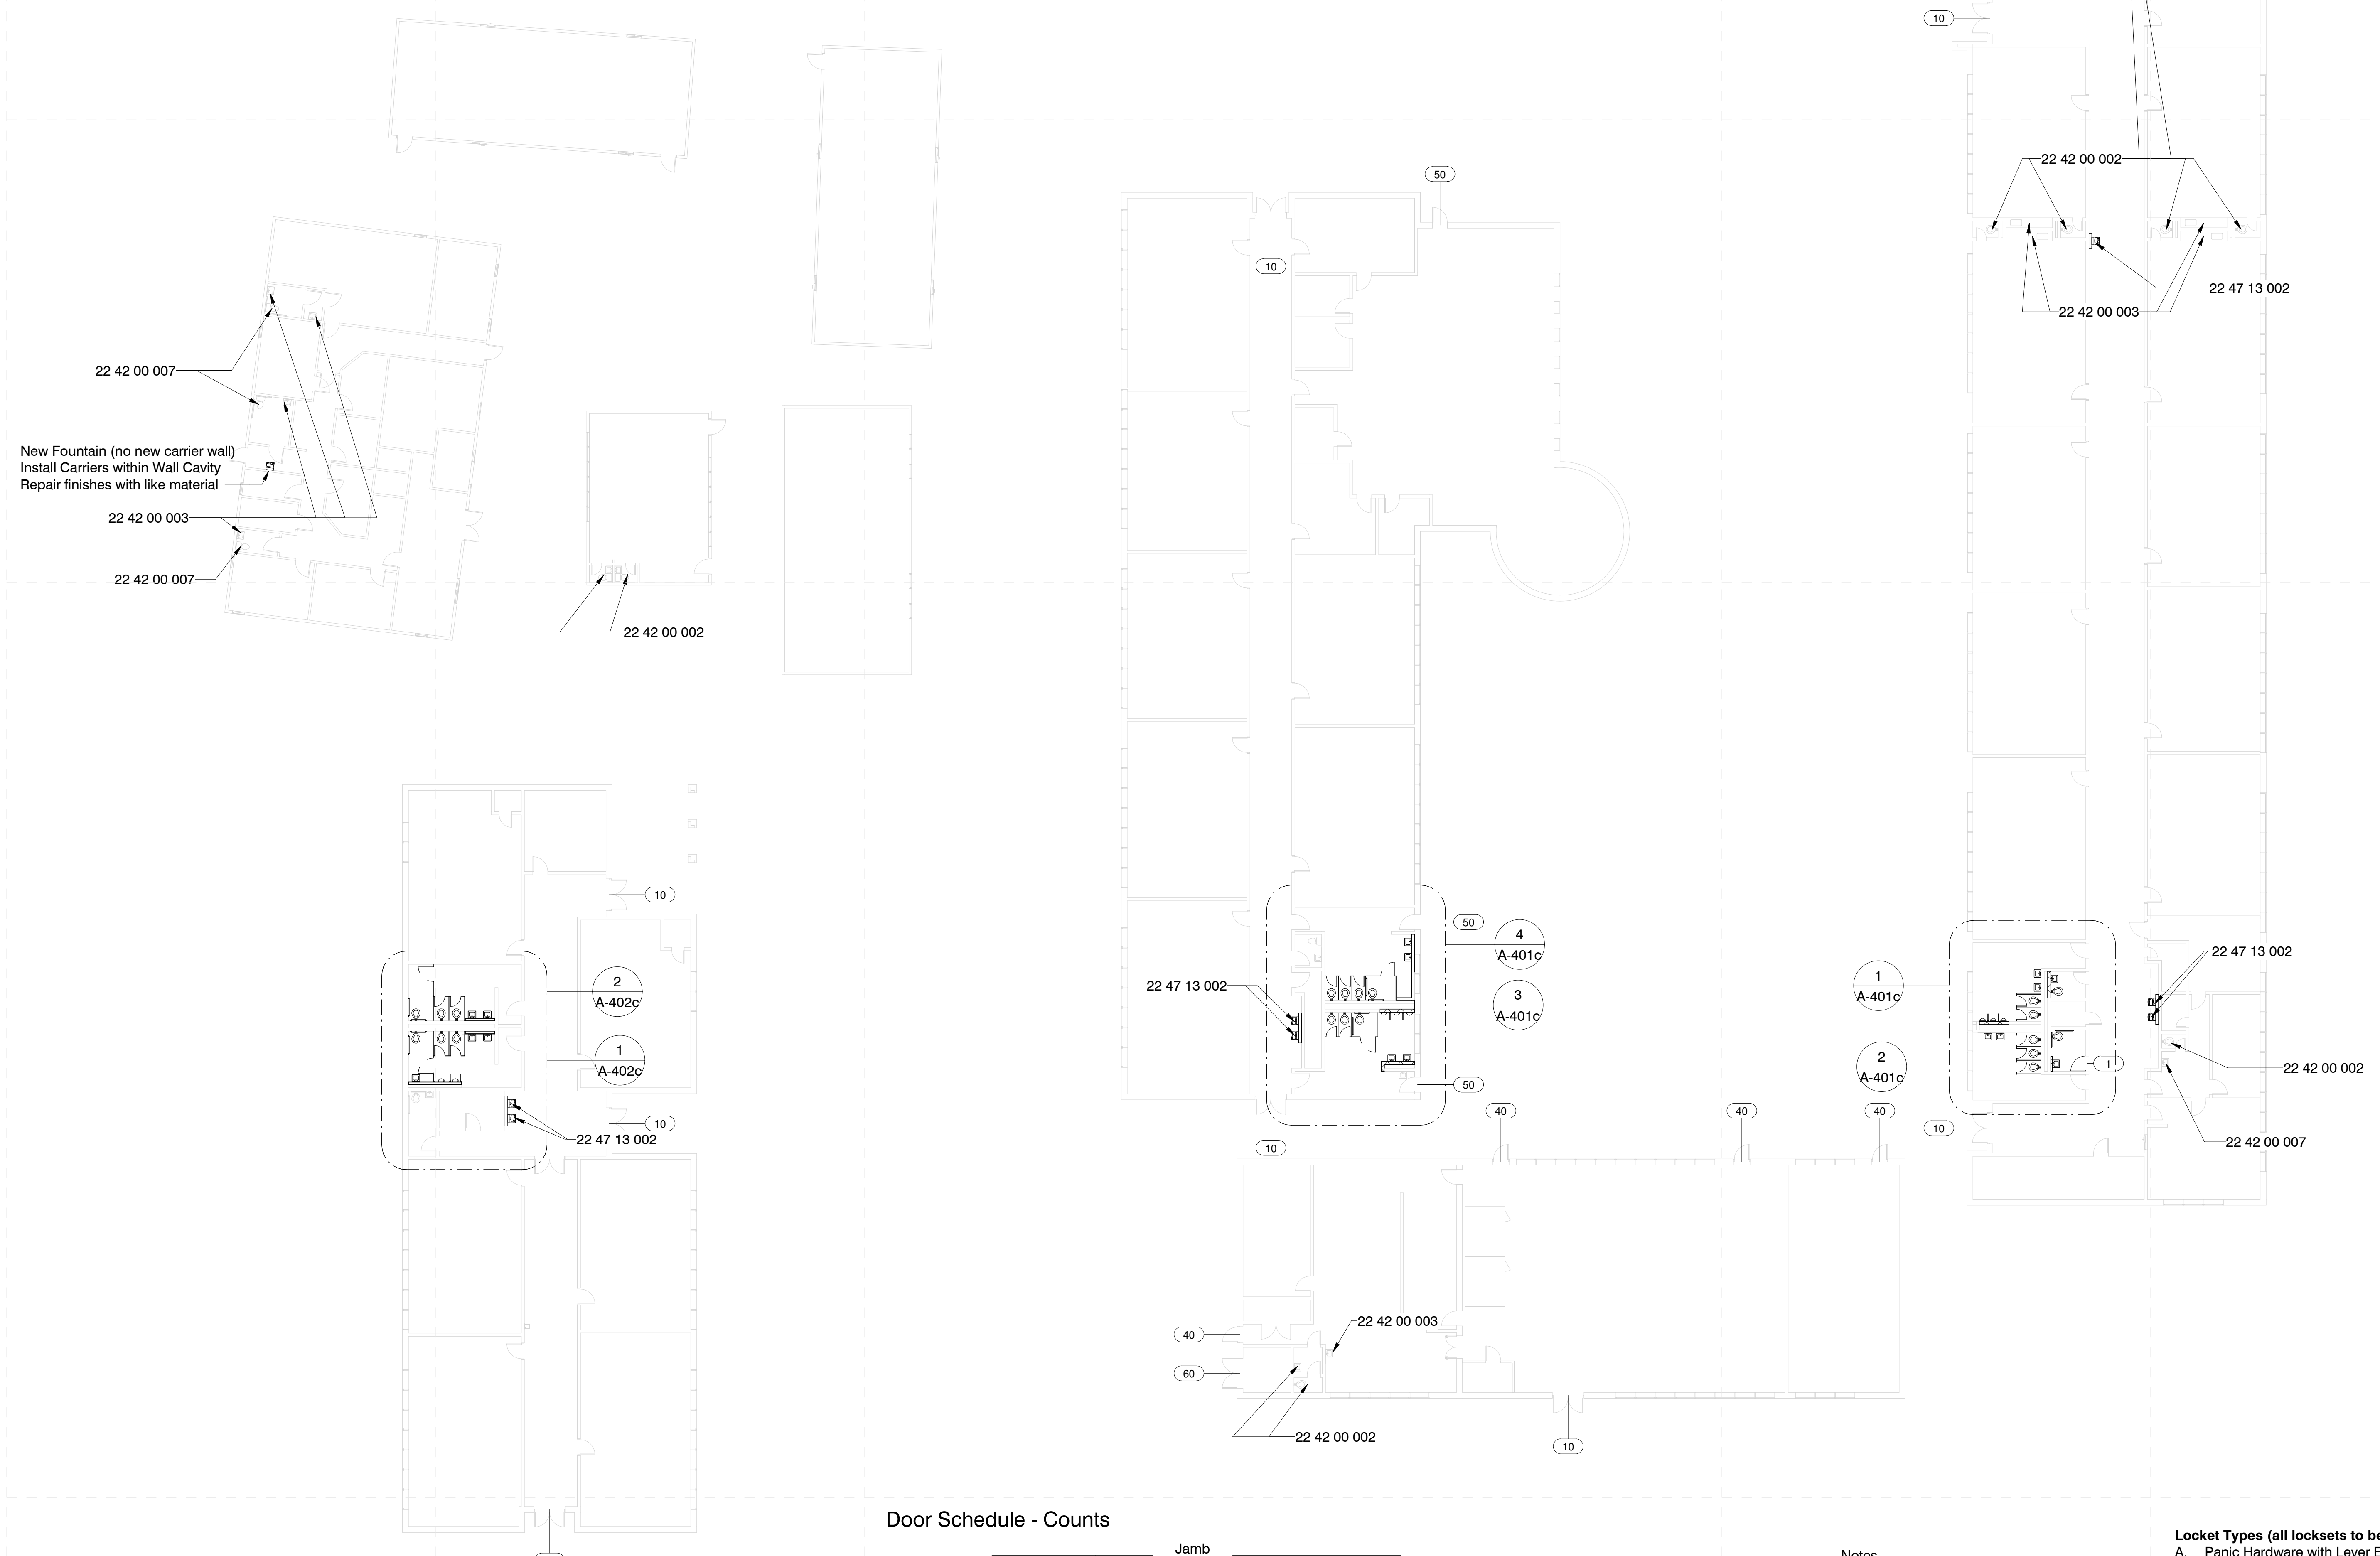 10
22 42 00 002
50
10
22 47 13 002
22 42 00 003
22 42 00 007
New Fountain (no new carrier wall)
Install Carriers within Wall Cavity
Repair finishes with like material
22 42 00 003
22 42 00 007
22 42 00 002
10
50
4
A-401c
22 47 13 002
2
A-402c
22 47 13 002
3
A-401c
1
A-401c
1
A-402c
2
A-401c
1
22 42 00 002
50
40
40
40
10
22 47 13 002
10
10
22 42 00 007
22 42 00 003
40
60
22 42 00 002
10
Door Schedule - Counts
Locket Types (all locksets to be
Jamb
Notes
A. Panic Hardware with Lever